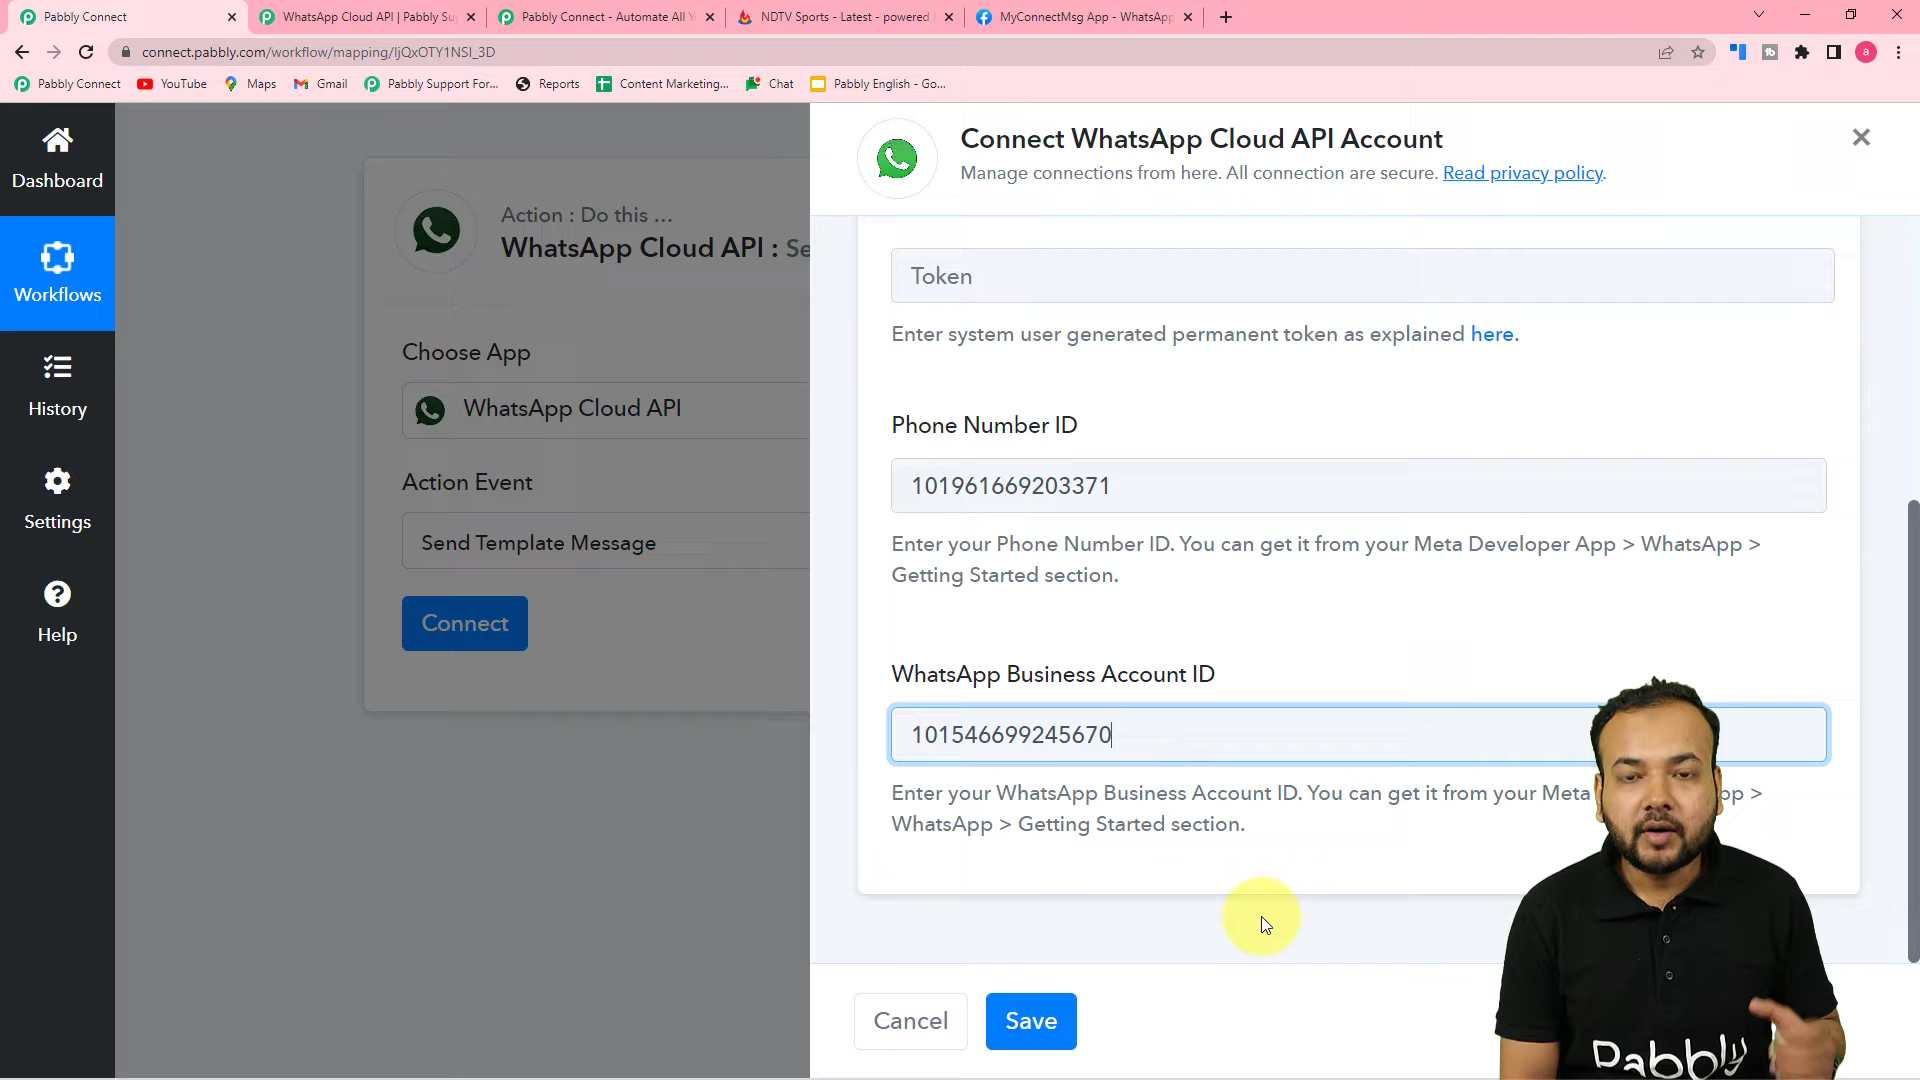 Pabbly Connect
WhatsApp Cloud API | Pabbly Su
Pabbly Connect - Automate All Y
NDTV Sports - Latest - powered
MyConnectMsg App - WhatsApp
connect.pabbly.com/workflow/mapping/IjQxOTY1NSI_3D
a
Pabbly Connect
YouTube
Maps
Gmail
Pabbly Support For...
Reports
Content Marketing...
Chat
Pabbly English - Go...
Dashboard
Workflows
History
Settings
Help
Action : Do this ...
WhatsApp Cloud API : Se
Choose App
WhatsApp Cloud API
Action Event
Send Template Message
Connect
Connect WhatsApp Cloud API Account
Manage connections from here. All connection are secure. Read privacy policy.
Token
Enter system user generated permanent token as explained here.
Phone Number ID
101961669203371
Enter your Phone Number ID. You can get it from your Meta Developer App > WhatsApp >
Getting Started section.
WhatsApp Business Account ID
101546699245670
Enter your WhatsApp Business Account ID. You can get it from your Meta pp >
WhatsApp > Getting Started section.
Cancel
Save
Pabbly